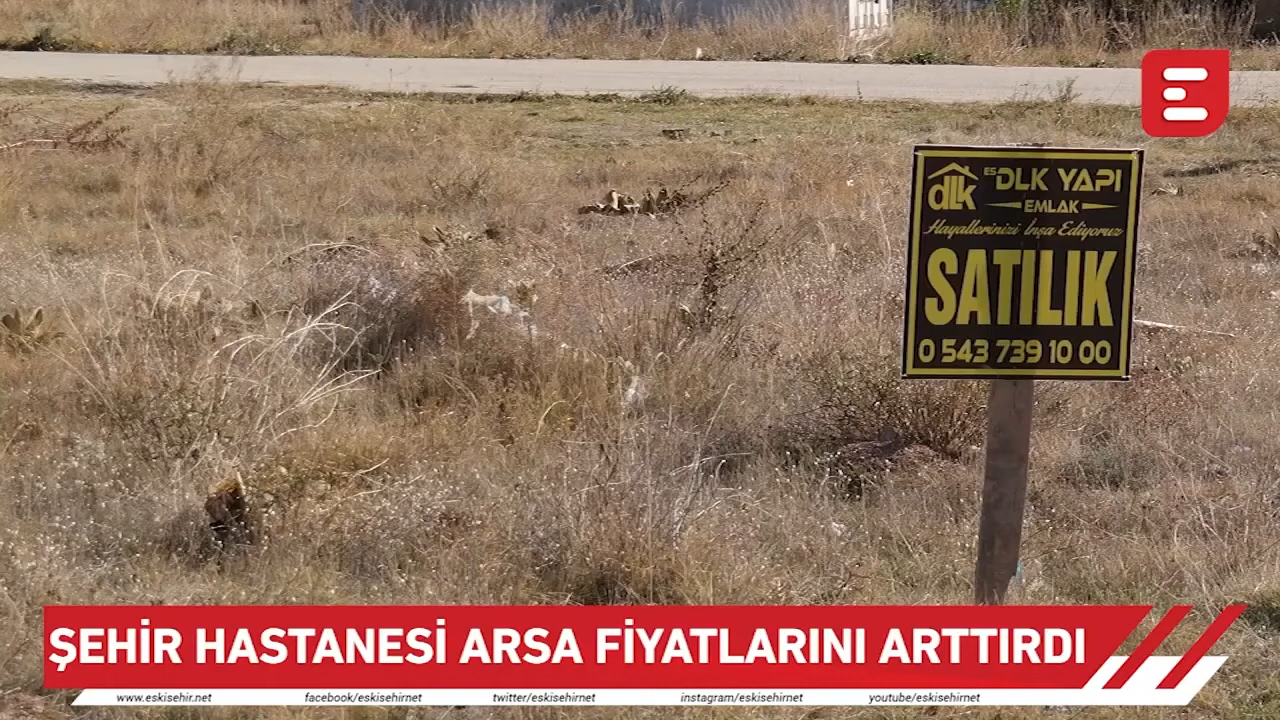 E
dLk
ES DLK YAPI
EMLAK
Hayallerinizi İnşa Ediyoruz
SATILIK
0 543 739 10 00
ŞEHİR HASTANESİ ARSA FİYATLARINI ARTTIRDI
www.eskisehir.net facebook/eskisehirnet twitter/eskisehirnet instagram/eskisehirnet youtube/eskisehirnet